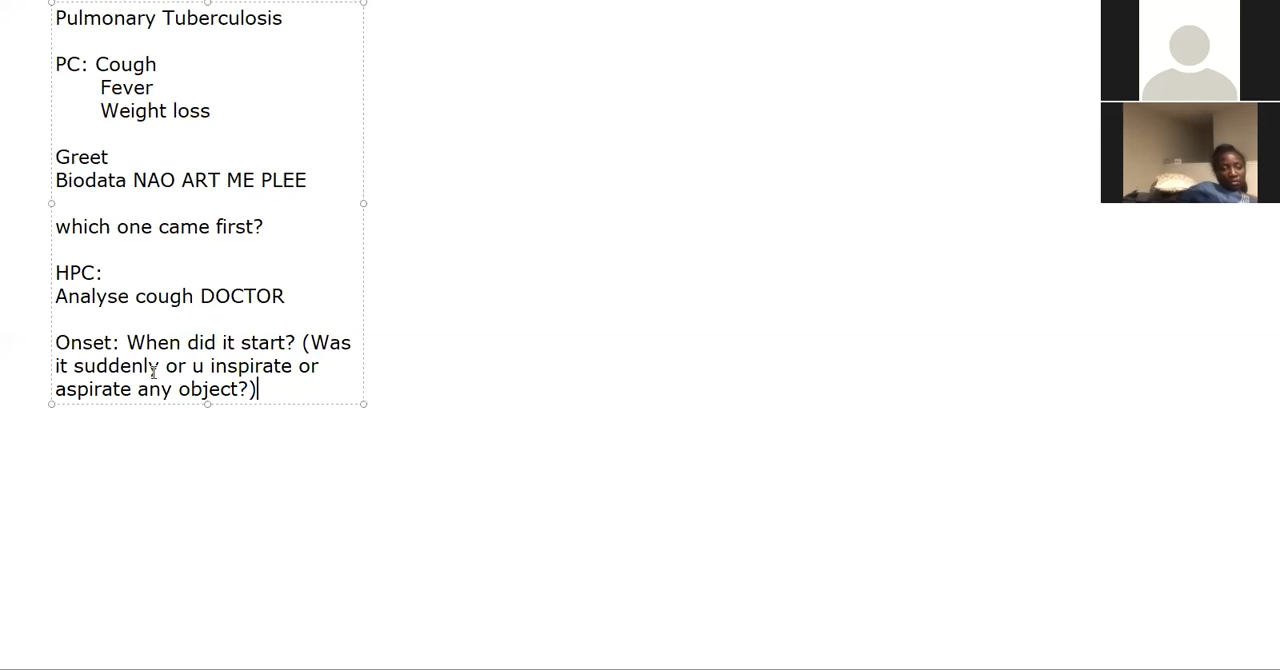 Pulmonary Tuberculosis
PC: Cough
Fever
Weight loss
Greet
Biodata NAO ART ME PLEE
which one came first?
HPC:
Analyse cough DOCTOR
Onset: When did it start? (Was
it suddenly or u inspirate or
aspirate any object?)